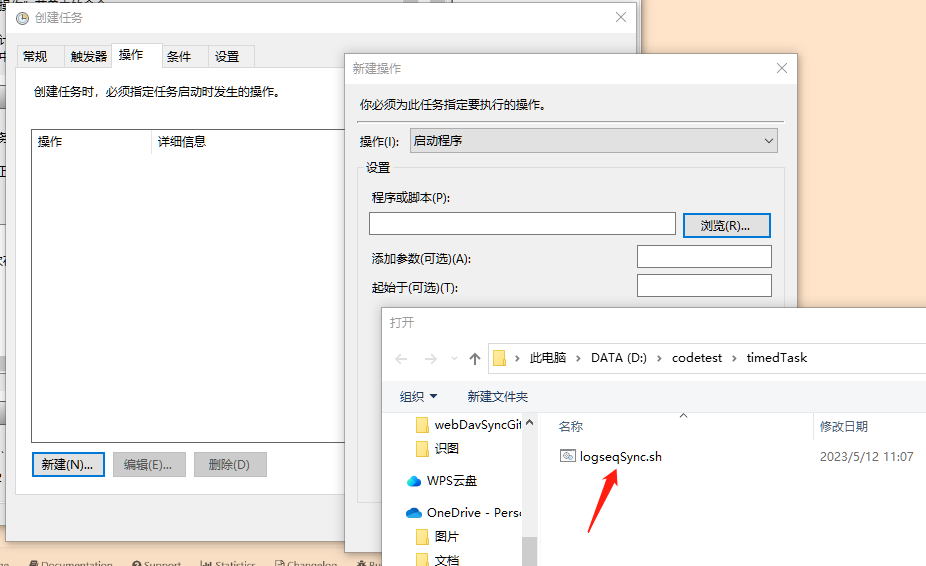 创建任务
常规 触发器 操作 条件 设置
创建任务时，必须指定任务启动时发生的操作。
操作 详细信息
新建(N)... 编辑(E)... 删除(D)
新建操作
你必须为此任务指定要执行的操作。
操作(I): 启动程序
设置
程序或脚本(P):
浏览(R)...
添加参数(可选)(A):
起始于(可选)(T):
打开
此电脑 › DATA (D:) › codetest › timedTask
组织 新建文件夹
webDavSyncGit
识图
WPS云盘
OneDrive - Perso
图片
文档
名称 修改日期
logseqSync.sh 2023/5/12 11:07
Documentation Support Statistics Changelog